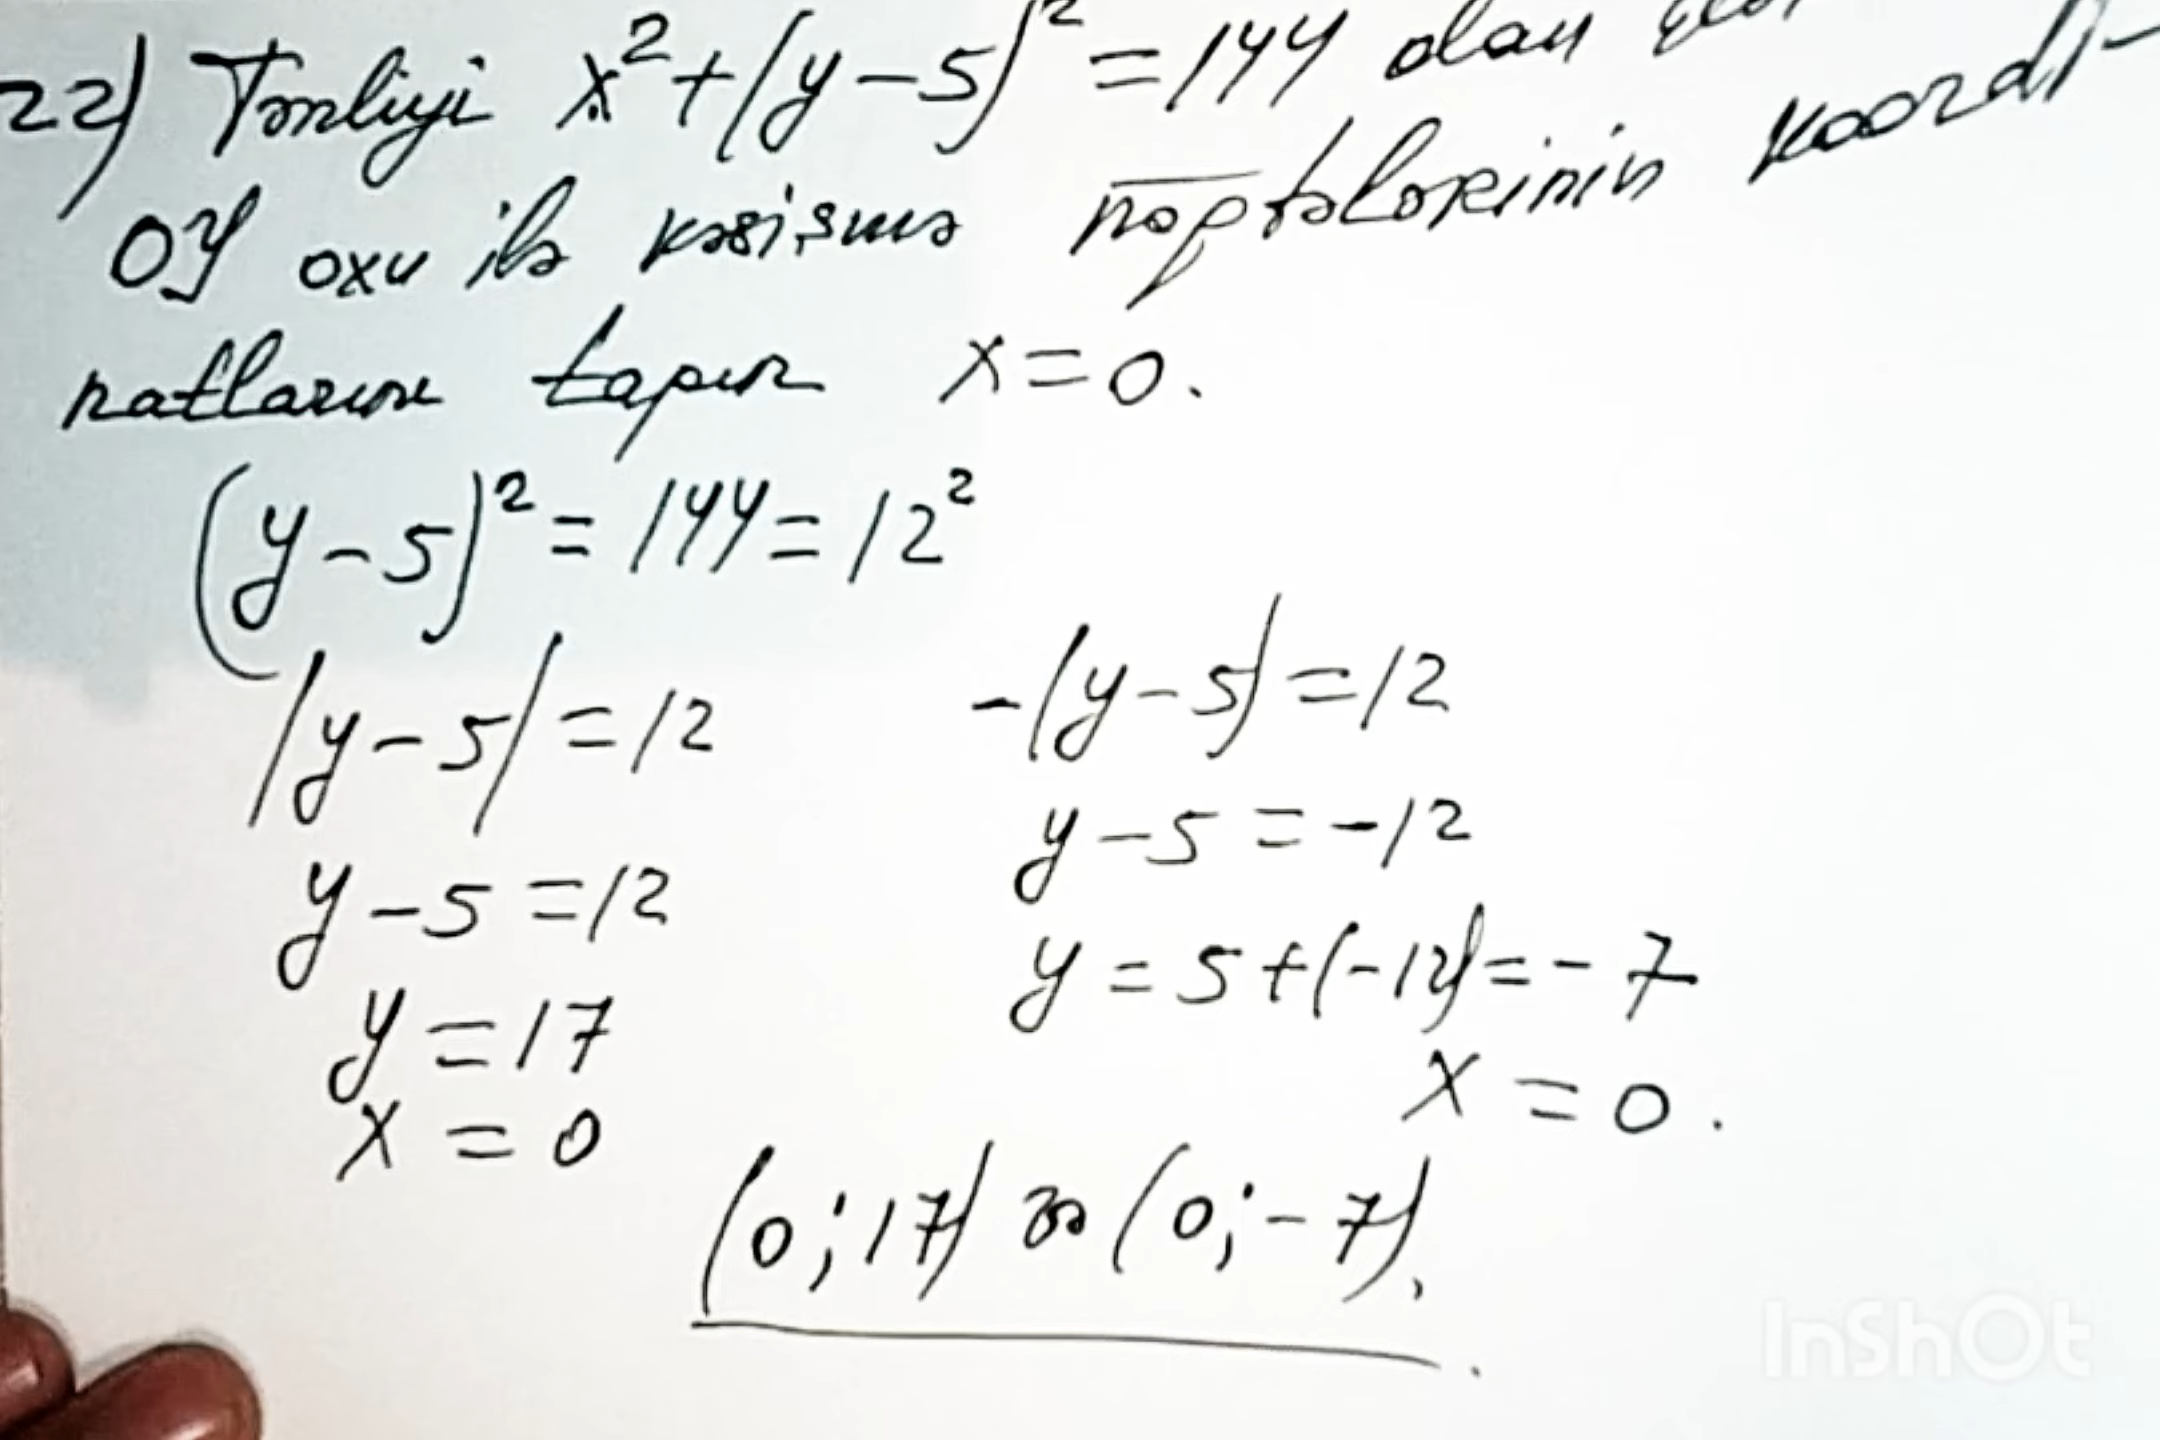 22) Tənliyi x²+(y-5)²=144 olan
OY oxu ilə kəsişmə nöqtələrinin koordi-
natlarını tapın x=0.
(y-5)²=144=12²
|y-5|=12
-(y-5)=12
y-5=12
y-5=-12
y=17
y=5+(-12)=-7
x=0
x=0.
(0;17) və (0;-7).
InShOt